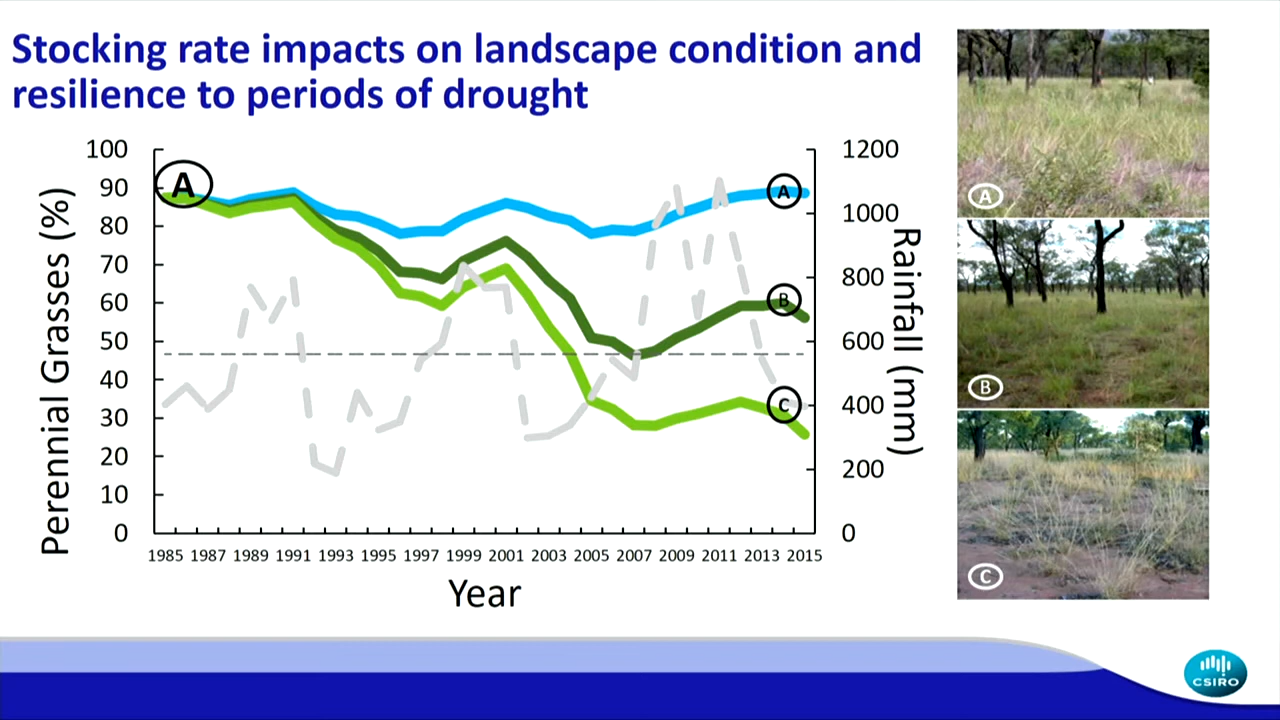 Stocking rate impacts on landscape condition and
resilience to periods of drought
Perennial Grasses (%)
100
90
80
70
60
50
40
30
20
10
0
A
A
B
C
1200
1000
800
600
400
200
0
Rainfall (mm)
1985 1987 1989 1991 1993 1995 1997 1999 2001 2003 2005 2007 2009 2011 2013 2015
Year
A
B
C
CSIRO